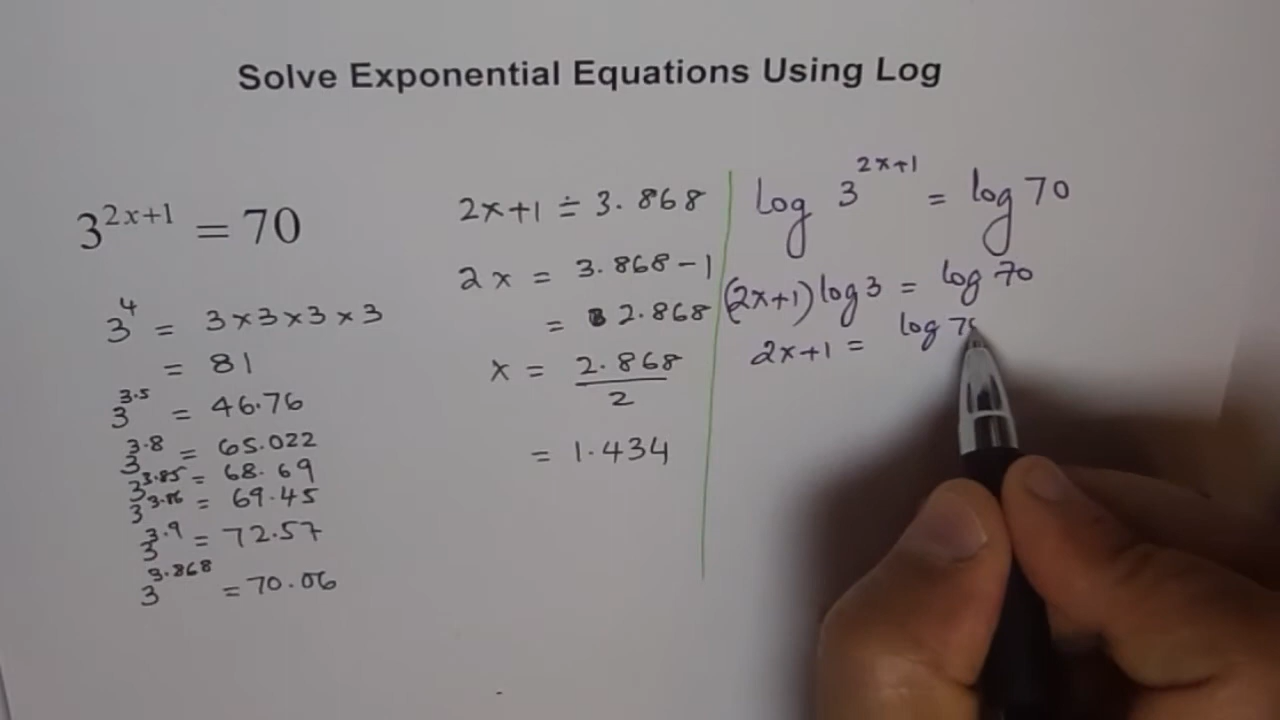 Solve Exponential Equations Using Log
3^{2x+1} = 70
3^4 = 3×3×3×3
= 81
3^{3.5} = 46.76
3^{3.8} = 65.022
3^{3.85} = 68.69
3^{3.86} = 69.45
3^{3.9} = 72.57
3^{3.868} = 70.06
2x+1 ≑ 3.868
2x = 3.868-1
= 2.868
x = 2.868
2
= 1.434
log 3^{2x+1} = log 70
(2x+1) log 3 = log 70
2x+1 = log 70